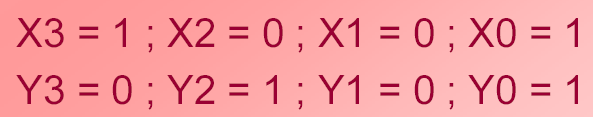 X3 = 1 ; X2 = 0 ; X1 = 0 ; X0 = 1
Y3 = 0 ; Y2 = 1 ; Y1 = 0 ; Y0 = 1